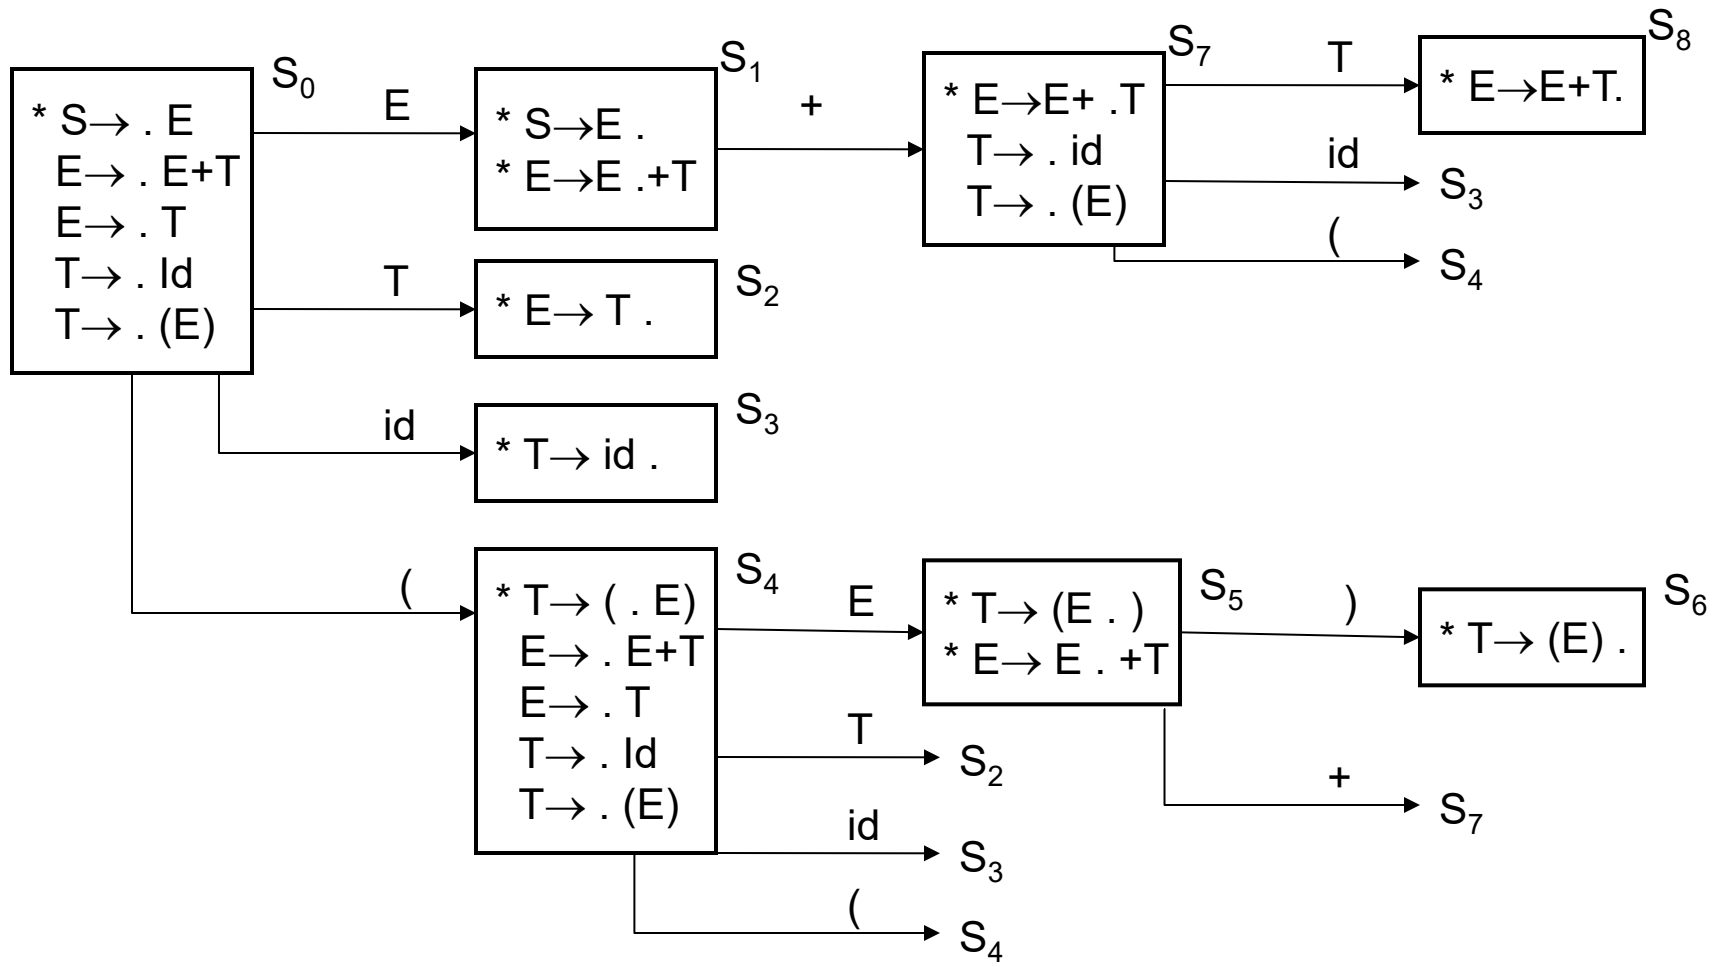 * S→ . E
E→ . E+T
E→ . T
T→ . Id
T→ . (E)
S0
E
* S→E .
* E→E .+T
S1
+
* E→E+ .T
T→ . id
T→ . (E)
S7
T
* E→E+T.
S8
id
S3
(
S4
T
* E→ T .
S2
id
* T→ id .
S3
(
* T→ ( . E)
E→ . E+T
E→ . T
T→ . Id
T→ . (E)
S4
E
* T→ (E . )
* E→ E . +T
S5
)
* T→ (E) .
S6
+
S7
T
S2
id
S3
(
S4